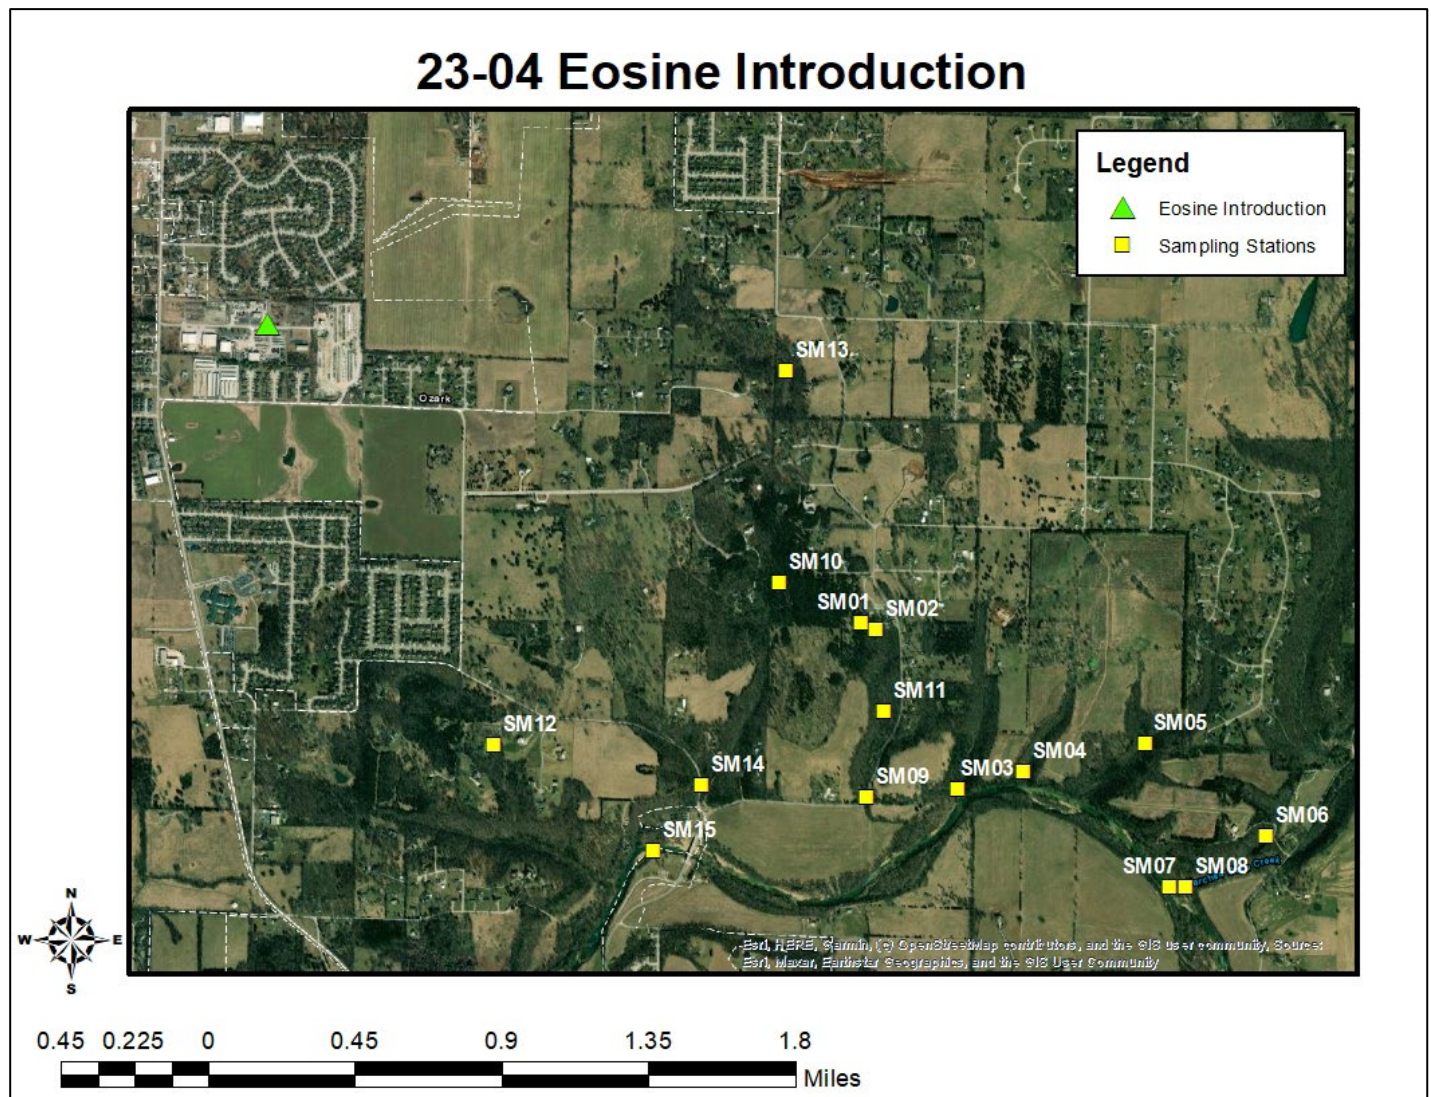 23-04 Eosine Introduction
Legend
Eosine Introduction
Sampling Stations
SM13
Ozark
SM10
SM01
SM02
SM11
SM12
SM05
SM14
SM04
SM03
SM09
SM06
SM15
SM07
SM08
Creek
N
W
E
S
Esri, HERE, Garmin, (c) OpenStreetMap contributors, and the GIS user community, Source:
Esri, Maxar, Earthstar Geographics, and the GIS User Community
0.45 0.225 0 0.45 0.9 1.35 1.8
Miles